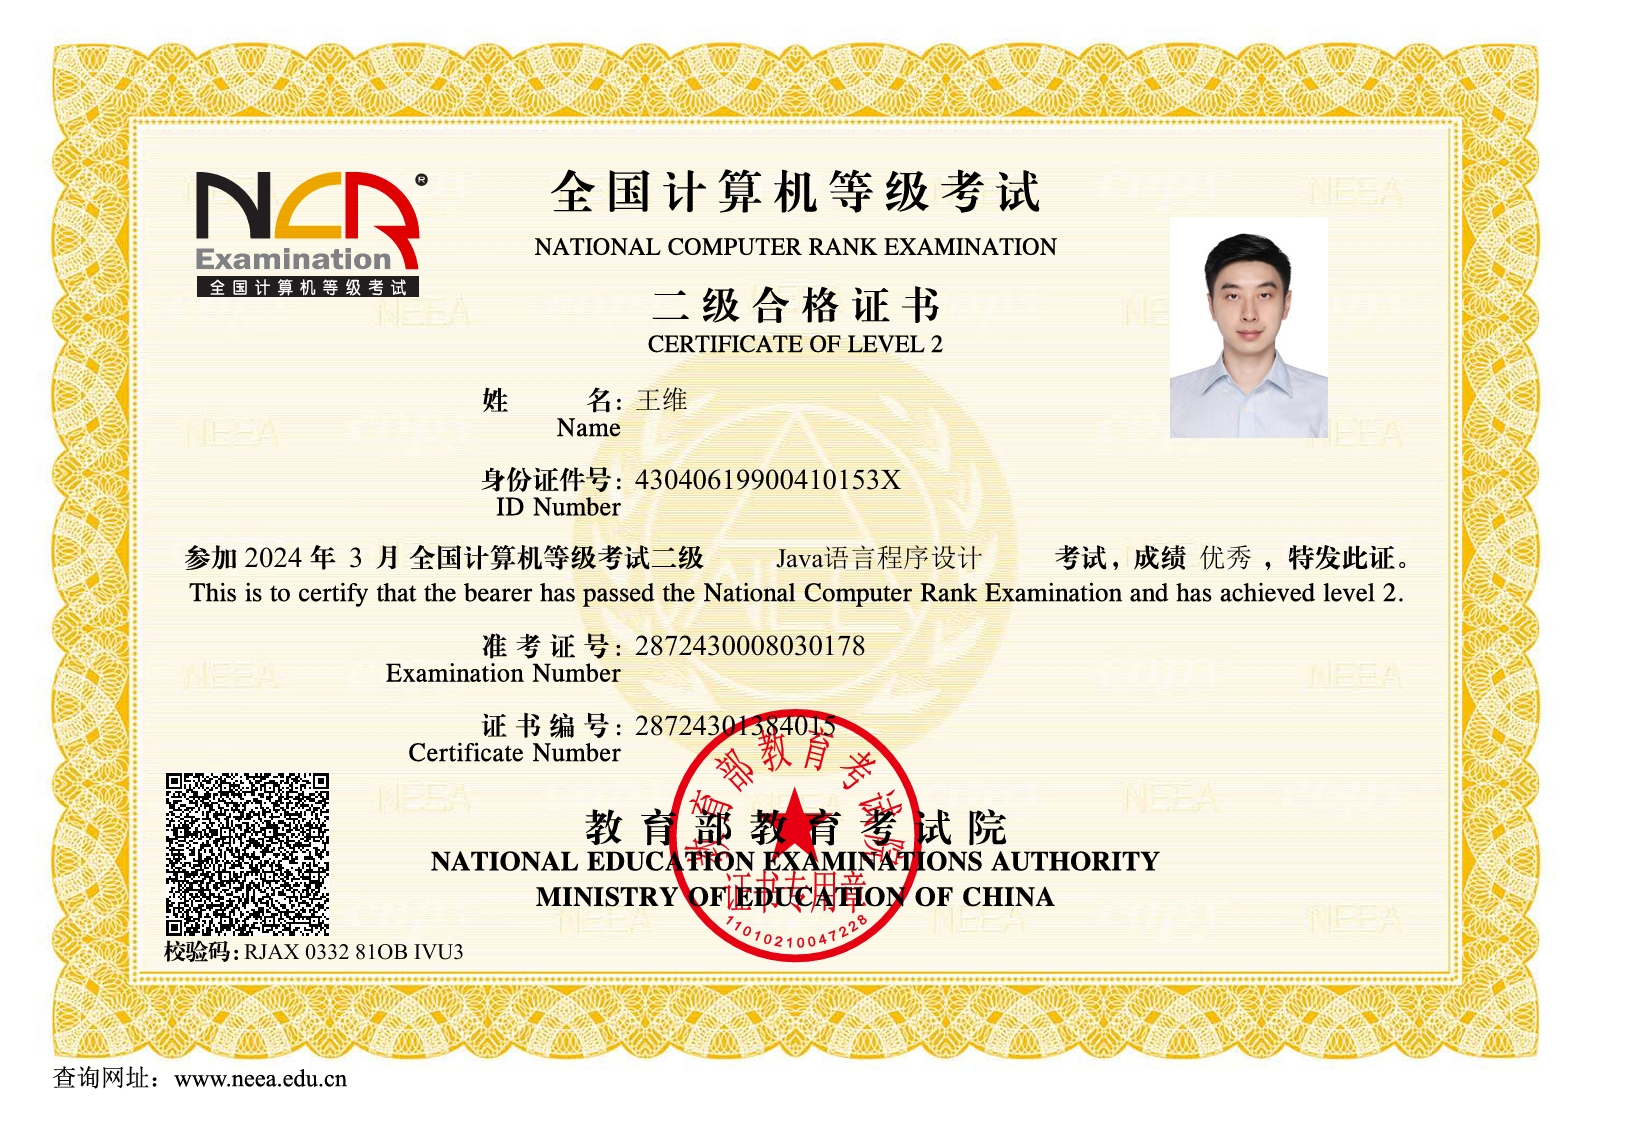 NCR®
Examination
全国计算机等级考试
全国计算机等级考试
NATIONAL COMPUTER RANK EXAMINATION
二级合格证书
CERTIFICATE OF LEVEL 2
姓 名: 王维
Name
身份证件号: 43040619900410153X
ID Number
参加 2024 年 3 月 全国计算机等级考试二级 Java语言程序设计 考试, 成绩 优秀 , 特发此证。
This is to certify that the bearer has passed the National Computer Rank Examination and has achieved level 2.
准考证号: 2872430008030178
Examination Number
证书编号: 28724301384015
Certificate Number
教育部教育考试院
NATIONAL EDUCATION EXAMINATIONS AUTHORITY
MINISTRY OF EDUCATION OF CHINA
教育部教育考试院
证书专用章
11010210047228
校验码: RJAX 0332 81OB IVU3
查询网址：www.neea.edu.cn